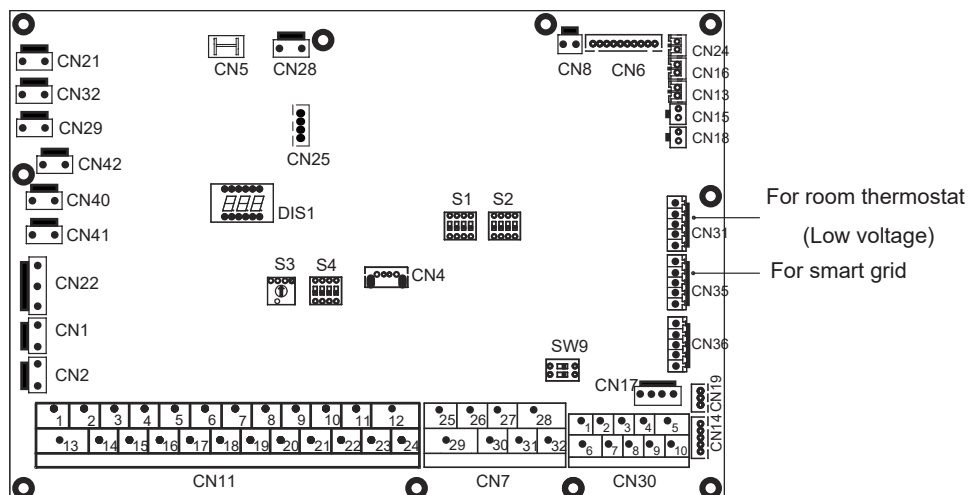 CN21
CN32
CN29
CN42
CN40
CN41
CN22
CN1
CN2
CN5
CN28
CN25
DIS1
S1 S2
S3 S4
CN4
CN8 CN6
CN24
CN16
CN13
CN15
CN18
CN31
CN35
CN36
For room thermostat
(Low voltage)
For smart grid
SW9
CN17
CN19
CN14
1 2 3 4 5 6 7 8 9 10 11 12
13 14 15 16 17 18 19 20 21 22 23 24
CN11
25 26 27 28
29 30 31 32
CN7
1 2 3 4 5
6 7 8 9 10
CN30